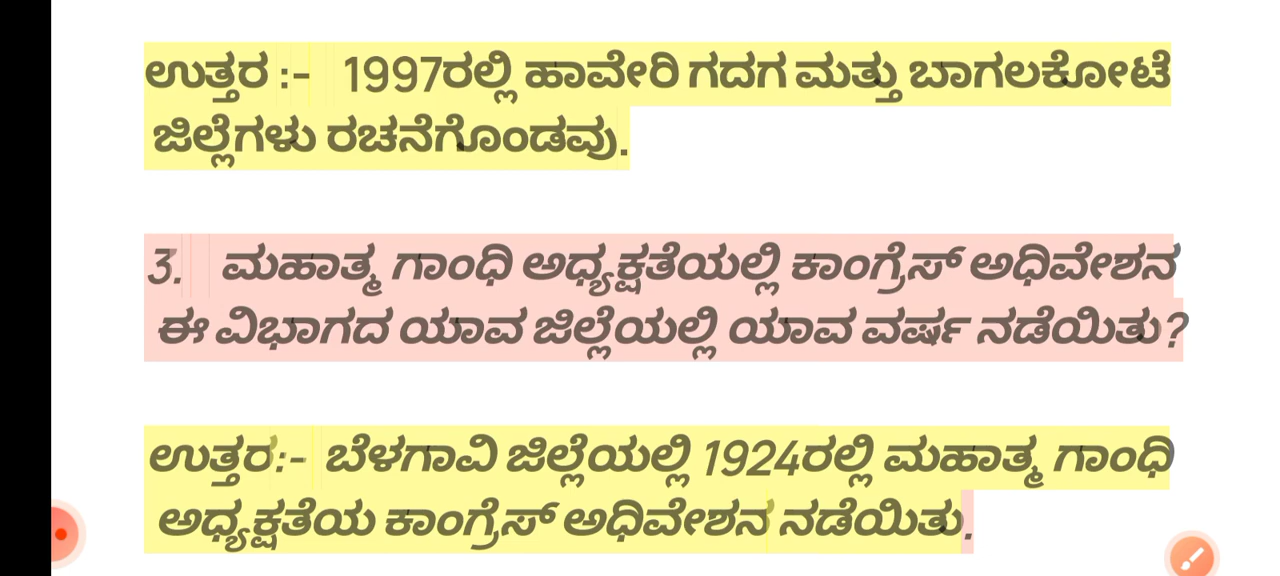 ಉತ್ತರ :- 1997ರಲ್ಲಿ ಹಾವೇರಿ ಗದಗ ಮತ್ತು ಬಾಗಲಕೋಟೆ
ಜಿಲ್ಲೆಗಳು ರಚನೆಗೊಂಡವು.
3. ಮಹಾತ್ಮ ಗಾಂಧಿ ಅಧ್ಯಕ್ಷತೆಯಲ್ಲಿ ಕಾಂಗ್ರೆಸ್ ಅಧಿವೇಶನ
ಈ ವಿಭಾಗದ ಯಾವ ಜಿಲ್ಲೆಯಲ್ಲಿ ಯಾವ ವರ್ಷ ನಡೆಯಿತು?
ಉತ್ತರ:- ಬೆಳಗಾವಿ ಜಿಲ್ಲೆಯಲ್ಲಿ 1924ರಲ್ಲಿ ಮಹಾತ್ಮ ಗಾಂಧಿ
ಅಧ್ಯಕ್ಷತೆಯ ಕಾಂಗ್ರೆಸ್ ಅಧಿವೇಶನ ನಡೆಯಿತು.